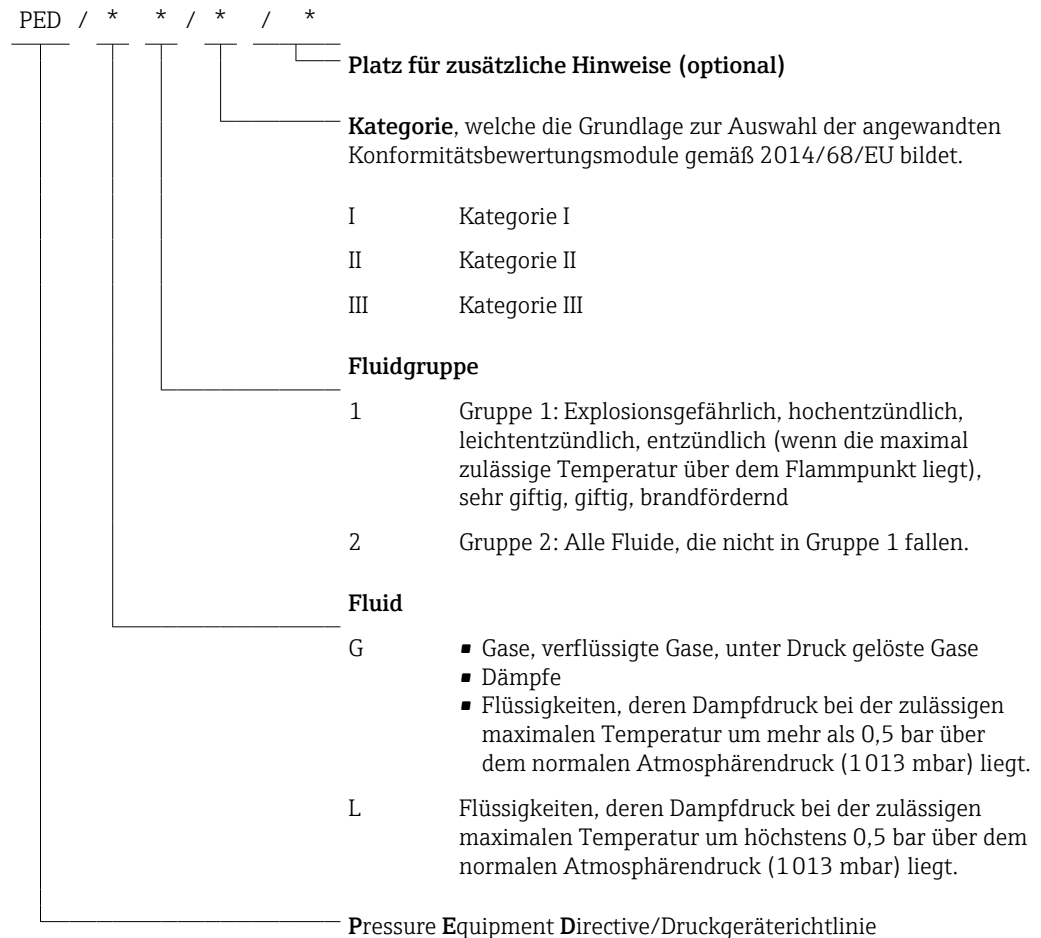 PED / * * / * / *
Platz für zusätzliche Hinweise (optional)
Kategorie, welche die Grundlage zur Auswahl der angewandten
Konformitätsbewertungsmodule gemäß 2014/68/EU bildet.
I Kategorie I
II Kategorie II
III Kategorie III
Fluidgruppe
1 Gruppe 1: Explosionsgefährlich, hochentzündlich,
leichtentzündlich, entzündlich (wenn die maximal
zulässige Temperatur über dem Flammpunkt liegt),
sehr giftig, giftig, brandfördernd
2 Gruppe 2: Alle Fluide, die nicht in Gruppe 1 fallen.
Fluid
G ▪ Gase, verflüssigte Gase, unter Druck gelöste Gase
▪ Dämpfe
▪ Flüssigkeiten, deren Dampfdruck bei der zulässigen
maximalen Temperatur um mehr als 0,5 bar über
dem normalen Atmosphärendruck (1013 mbar) liegt.
L Flüssigkeiten, deren Dampfdruck bei der zulässigen
maximalen Temperatur um höchstens 0,5 bar über dem
normalen Atmosphärendruck (1013 mbar) liegt.
Pressure Equipment Directive/Druckgeräterichtlinie